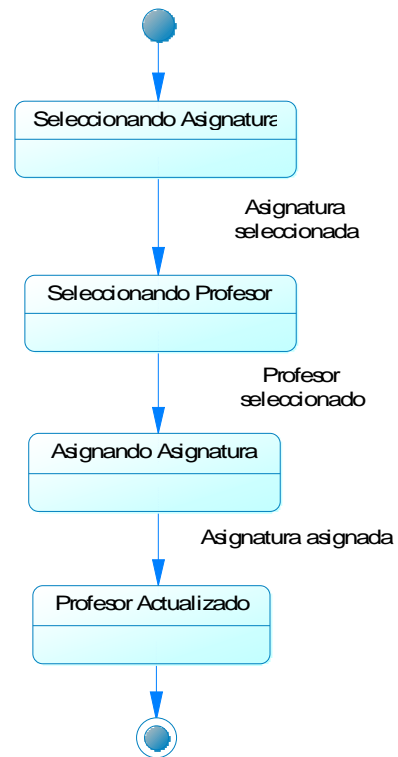 Seleccionando Asignatura
Asignatura
seleccionada
Seleccionando Profesor
Profesor
seleccionado
Asignando Asignatura
Asignatura asignada
Profesor Actualizado